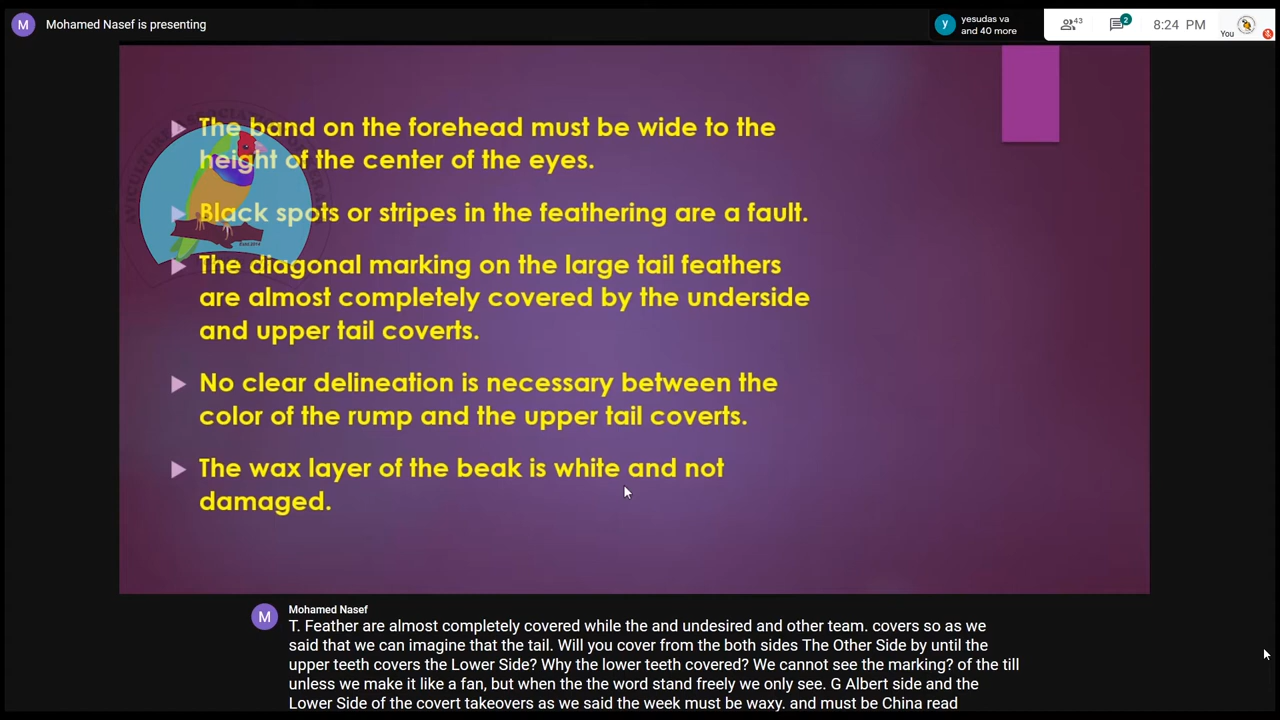 M
Mohamed Nasef is presenting
y
yesudas va
and 40 more
43
2
8:24 PM
You
The band on the forehead must be wide to the
height of the center of the eyes.
Black spots or stripes in the feathering are a fault.
The diagonal marking on the large tail feathers
are almost completely covered by the underside
and upper tail coverts.
No clear delineation is necessary between the
color of the rump and the upper tail coverts.
The wax layer of the beak is white and not
damaged.
M
Mohamed Nasef
T. Feather are almost completely covered while the and undesired and other team. covers so as we
said that we can imagine that the tail. Will you cover from the both sides The Other Side by until the
upper teeth covers the Lower Side? Why the lower teeth covered? We cannot see the marking? of the till
unless we make it like a fan, but when the the word stand freely we only see. G Albert side and the
Lower Side of the covert takeovers as we said the week must be waxy. and must be China read